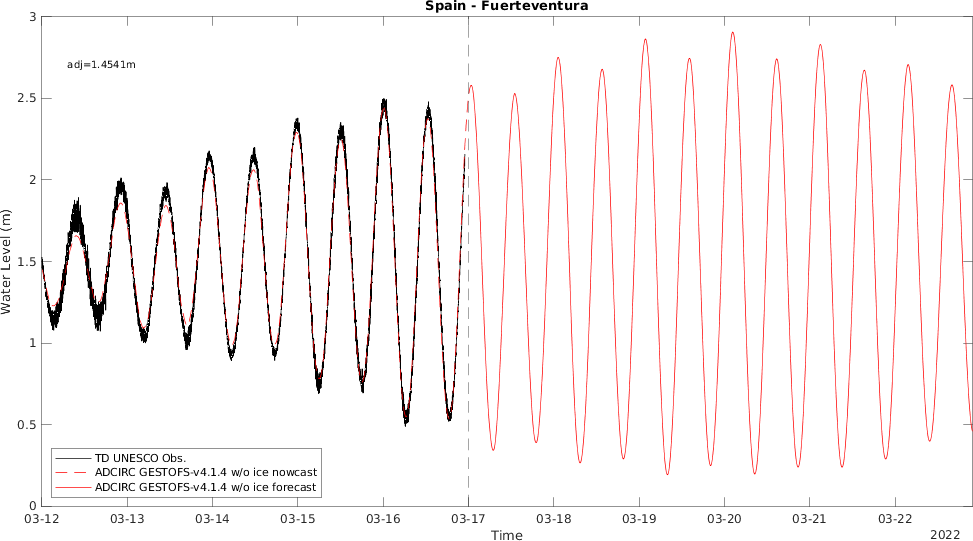 Spain - Fuerteventura
adj=1.4541m
3
2.5
2
1.5
1
0.5
0
Water Level (m)
TD UNESCO Obs.
ADCIRC GESTOFS-v4.1.4 w/o ice nowcast
ADCIRC GESTOFS-v4.1.4 w/o ice forecast
03-12 03-13 03-14 03-15 03-16 03-17 03-18 03-19 03-20 03-21 03-22
Time
2022